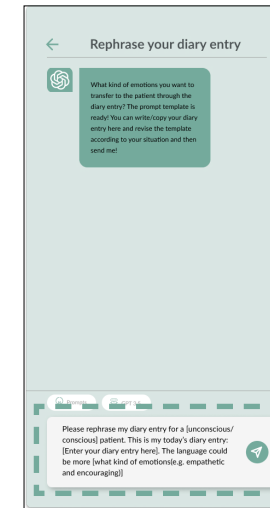 Rephrase your diary entry
What kind of emotions you want to
transfer to the patient through the
diary entry? The prompt template is
ready! You can write/copy your diary
entry here and revise the template
according to your situation and then
send me!
Please rephrase my diary entry for a [unconscious/
conscious] patient. This is my today's diary entry:
[Enter your diary entry here]. The language could
be more [what kind of emotions(e.g. empathetic
and encouraging)]